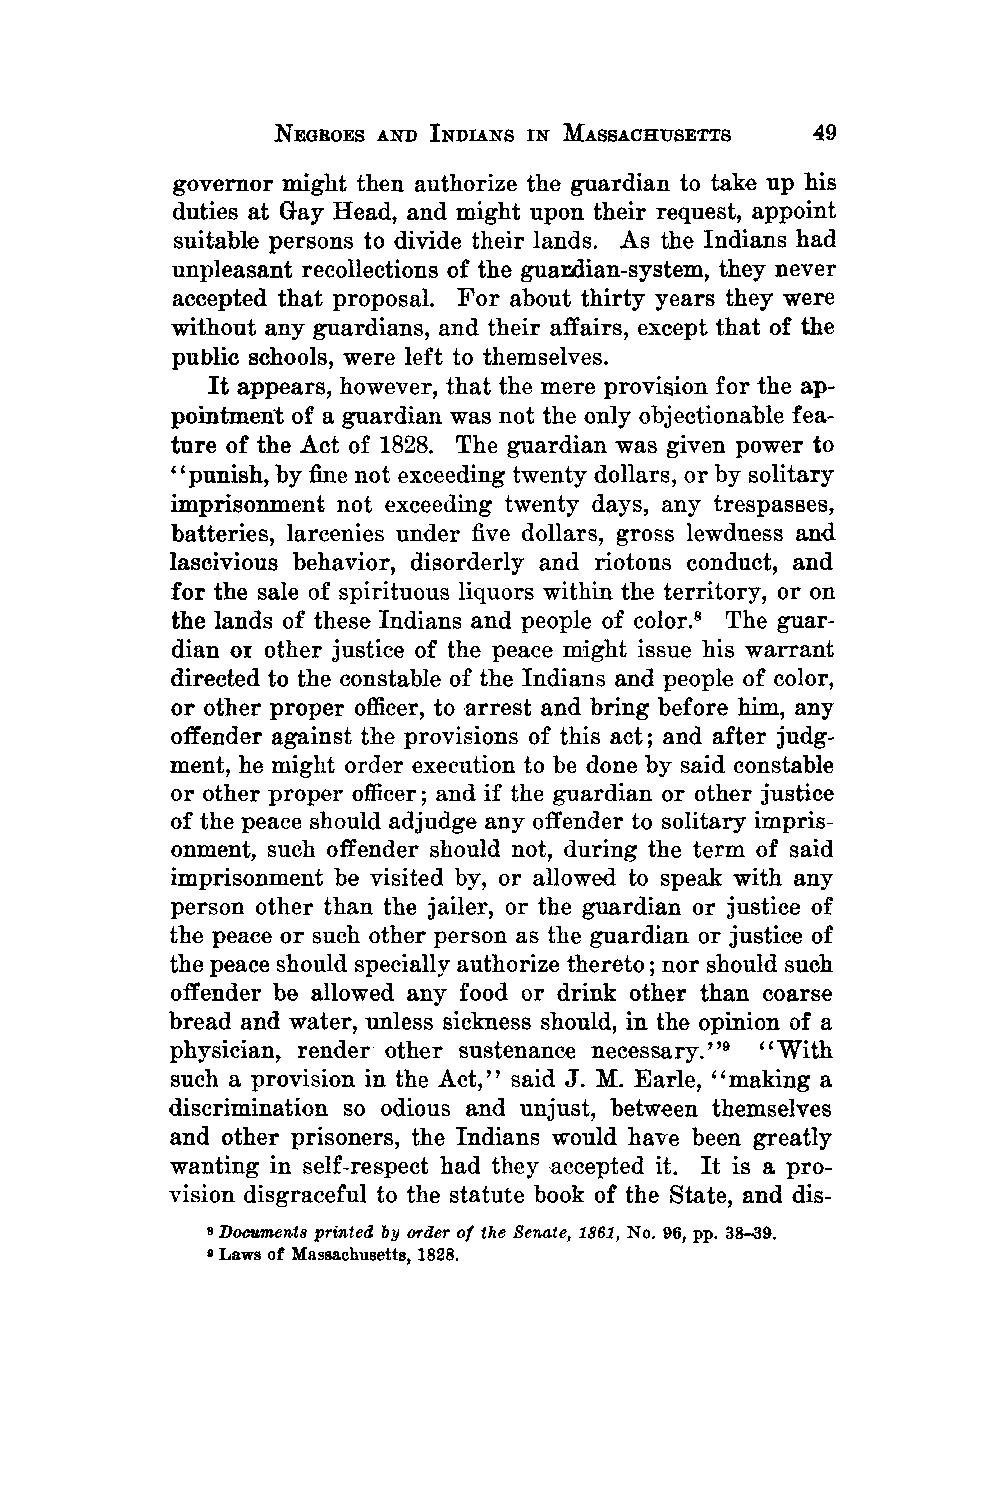 Negroes and Indians in Massachusetts 49
governor might then authorize the guardian to take up his
duties at Gay Head, and might upon their request, appoint
suitable persons to divide their lands. As the Indians had
unpleasant recollections of the guardian-system, they never
accepted that proposal. For about thirty years they were
without any guardians, and their affairs, except that of the
public schools, were left to themselves.
It appears, however, that the mere provision for the ap-
pointment of a guardian was not the only objectionable fea-
ture of the Act of 1828. The guardian was given power to
‘‘punish, by fine not exceeding twenty dollars, or by solitary
imprisonment not exceeding twenty days, any trespasses,
batteries, larcenies under five dollars, gross lewdness and
lascivious behavior, disorderly and riotous conduct, and
for the sale of spirituous liquors within the territory, or on
the lands of these Indians and people of color.⁸ The guar-
dian or other justice of the peace might issue his warrant
directed to the constable of the Indians and people of color,
or other proper officer, to arrest and bring before him, any
offender against the provisions of this act; and after judg-
ment, he might order execution to be done by said constable
or other proper officer; and if the guardian or other justice
of the peace should adjudge any offender to solitary impris-
onment, such offender should not, during the term of said
imprisonment be visited by, or allowed to speak with any
person other than the jailer, or the guardian or justice of
the peace or such other person as the guardian or justice of
the peace should specially authorize thereto; nor should such
offender be allowed any food or drink other than coarse
bread and water, unless sickness should, in the opinion of a
physician, render other sustenance necessary.’’⁹ ‘‘With
such a provision in the Act,’’ said J. M. Earle, ‘‘making a
discrimination so odious and unjust, between themselves
and other prisoners, the Indians would have been greatly
wanting in self-respect had they accepted it. It is a pro-
vision disgraceful to the statute book of the State, and dis-
⁸ Documents printed by order of the Senate, 1861, No. 96, pp. 38–39.
⁹ Laws of Massachusetts, 1828.